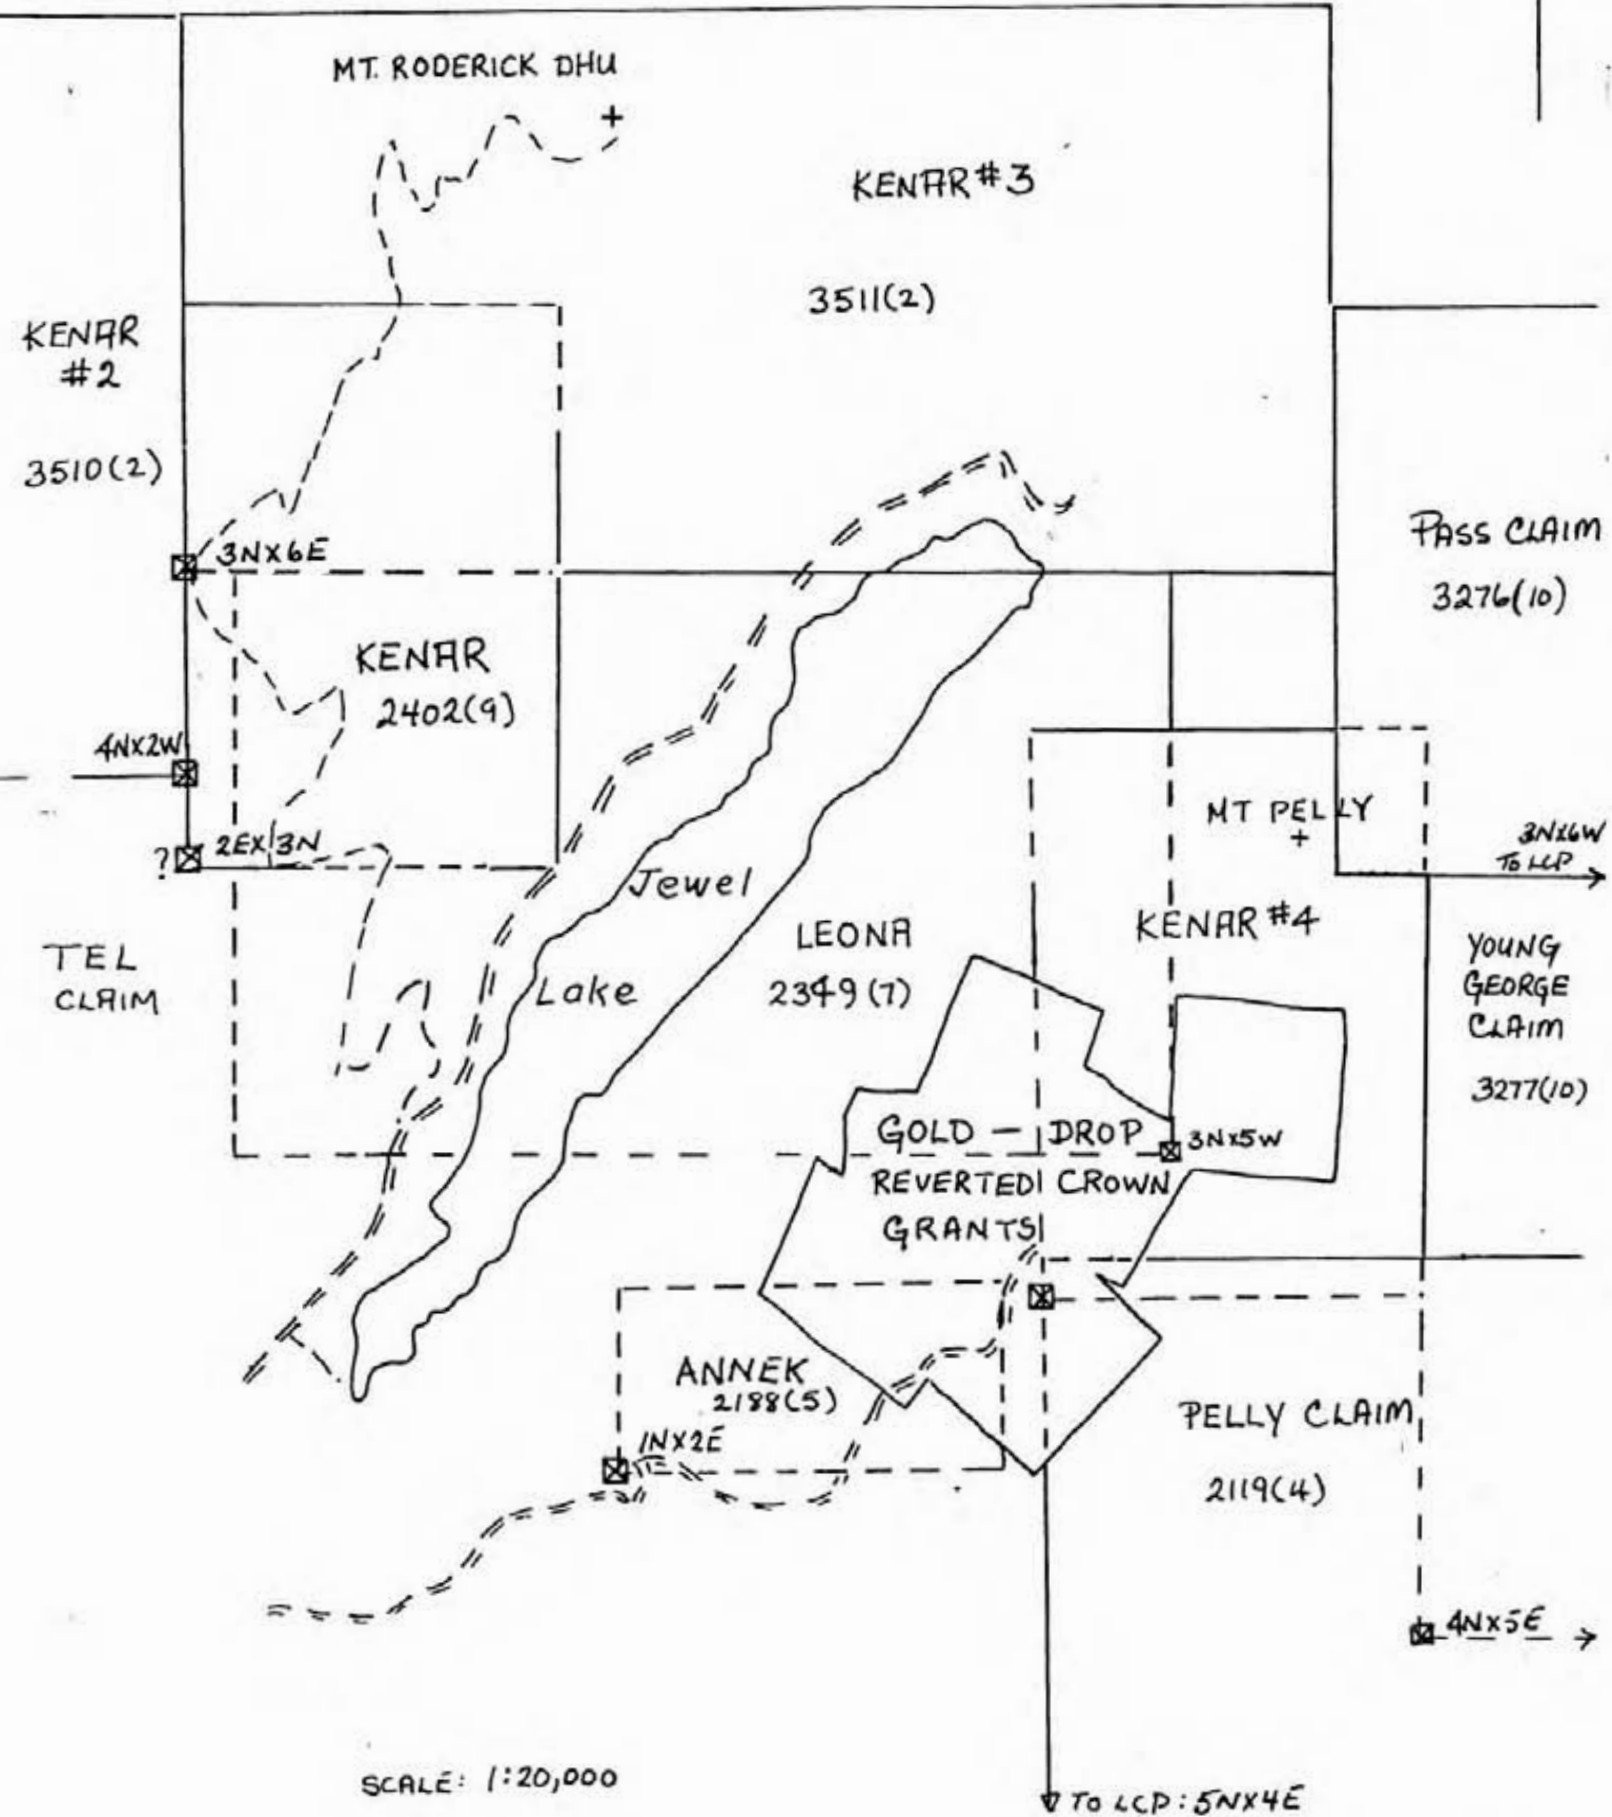 MT. RODERICK DHU
KENAR #3
3511(2)
KENAR
#2
3510(2)
PASS CLAIM
3276(10)
3NX6E
KENAR
2402(9)
4NX2W
MT PELLY
3NX6W
TO LCP
? 2EX3N
Jewel
Lake
LEONA
2349(7)
KENAR #4
TEL
CLAIM
YOUNG
GEORGE
CLAIM
3277(10)
GOLD - DROP
3NX5W
REVERTED CROWN
GRANTS
ANNEK
2188(5)
1NX2E
PELLY CLAIM
2119(4)
4NX5E
SCALE: 1:20,000
TO LCP: 5NX4E